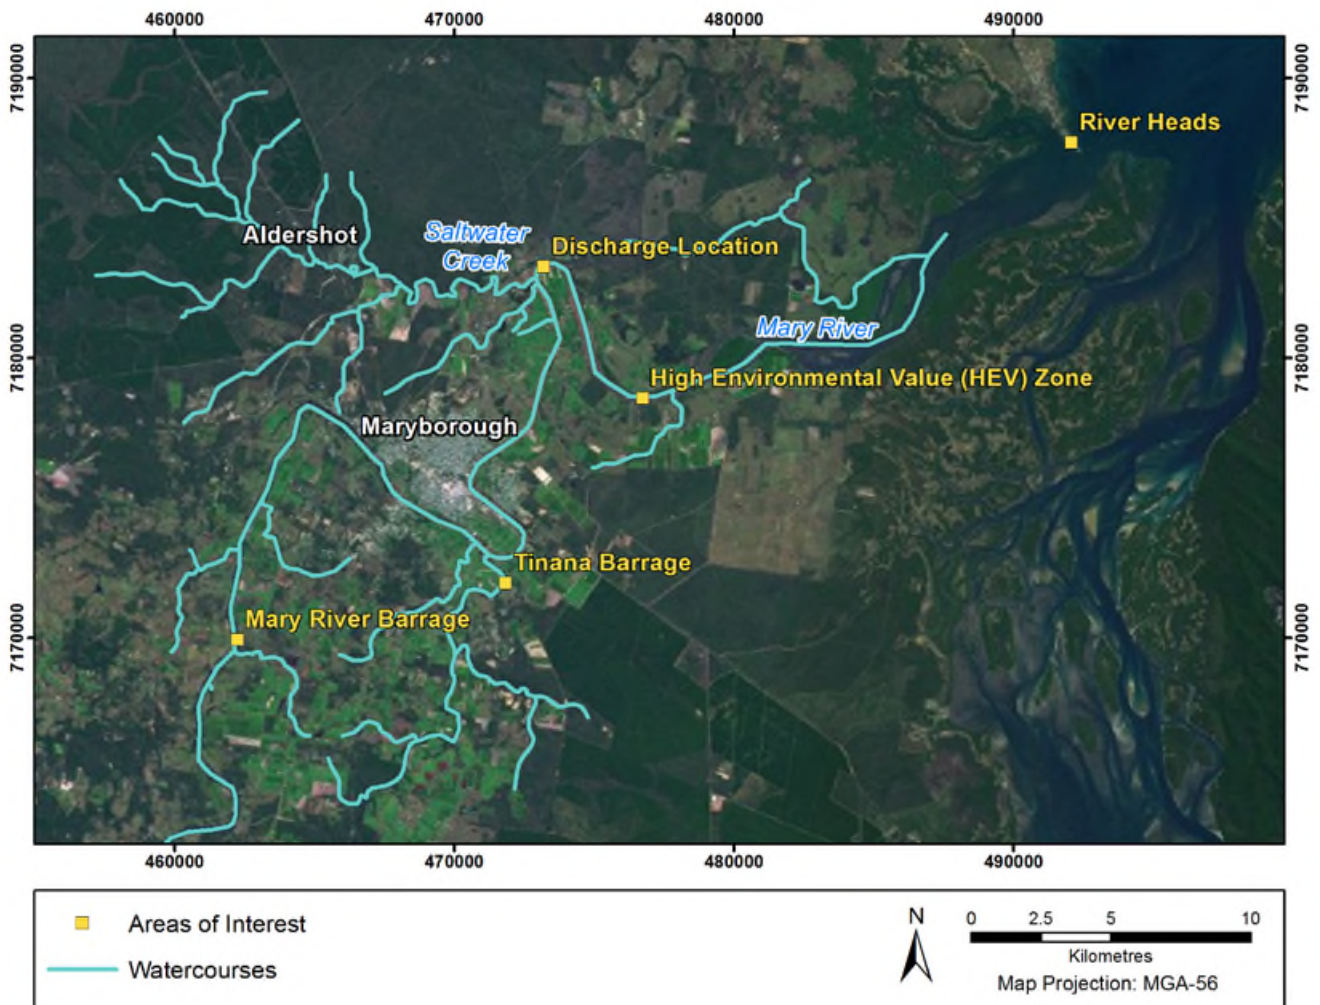 460000
470000
480000
490000
7190000
7190000
River Heads
Aldershot
Saltwater
Creek
Discharge Location
Mary River
7180000
7180000
High Environmental Value (HEV) Zone
Maryborough
Tinana Barrage
Mary River Barrage
7170000
7170000
460000
470000
480000
490000
Areas of Interest
Watercourses
N
0
2.5
5
10
Kilometres
Map Projection: MGA-56